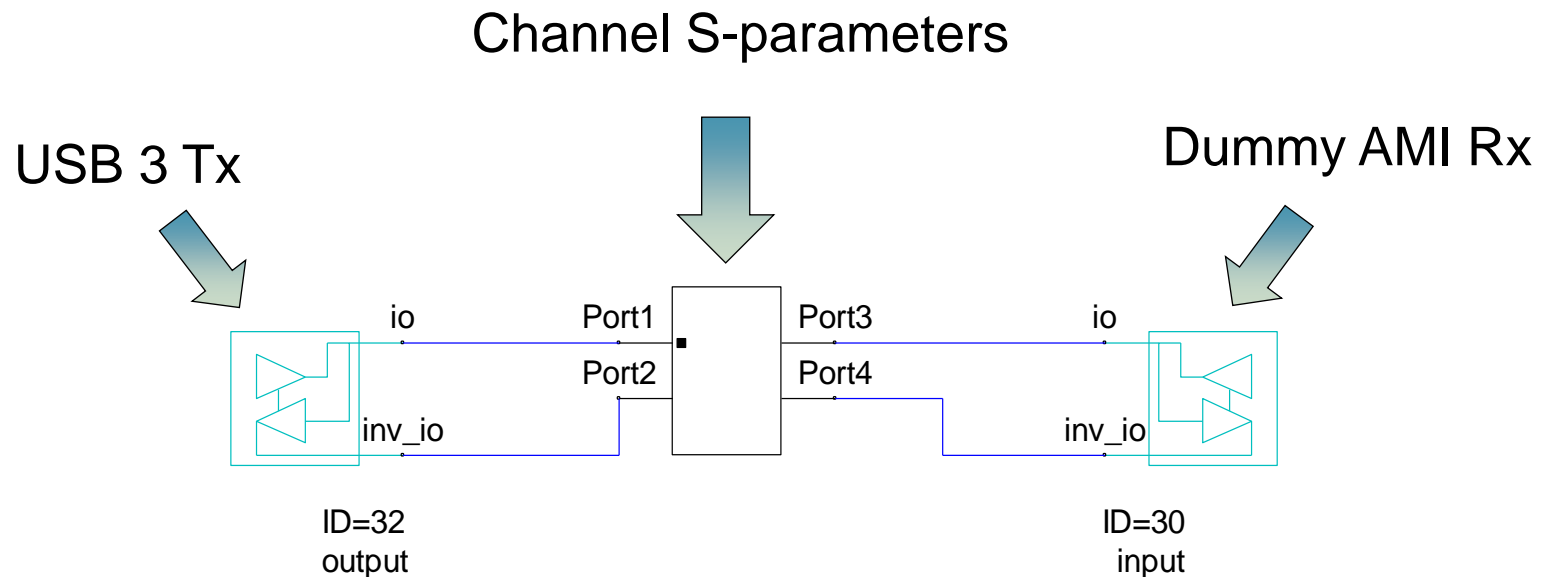 Channel S-parameters
USB 3 Tx
Dummy AMI Rx
io
Port1
Port3
io
Port2
Port4
inv_io
inv_io
ID=32
output
ID=30
input